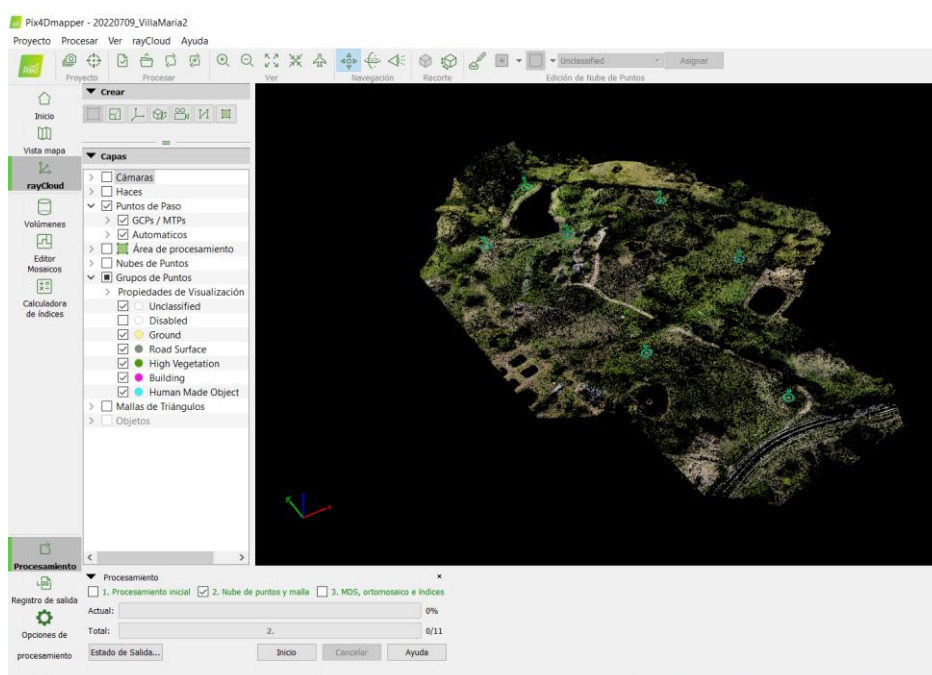 Pix4Dmapper - 20220709_VillaMaria2
Proyecto Procesar Ver rayCloud Ayuda
Unclassified Asignar
Proyecto Procesar Ver Navegación Recorte Edición de Nube de Puntos
Inicio
Vista mapa
rayCloud
Volúmenes
Editor
Mosaicos
Calculadora
de índices
Crear
Capas
Cámaras
Haces
Puntos de Paso
GCPs / MTPs
Automaticos
Área de procesamiento
Nubes de Puntos
Grupos de Puntos
Propiedades de Visualización
Unclassified
Disabled
Ground
Road Surface
High Vegetation
Building
Human Made Object
Mallas de Triángulos
Objetos
Procesamiento
Registro de salida
Opciones de
procesamiento
Procesamiento
1. Procesamiento inicial 2. Nube de puntos y malla 3. MDS, ortomosaico e índices
Actual: 0%
Total: 2. 0/11
Estado de Salida... Inicio Cancelar Ayuda